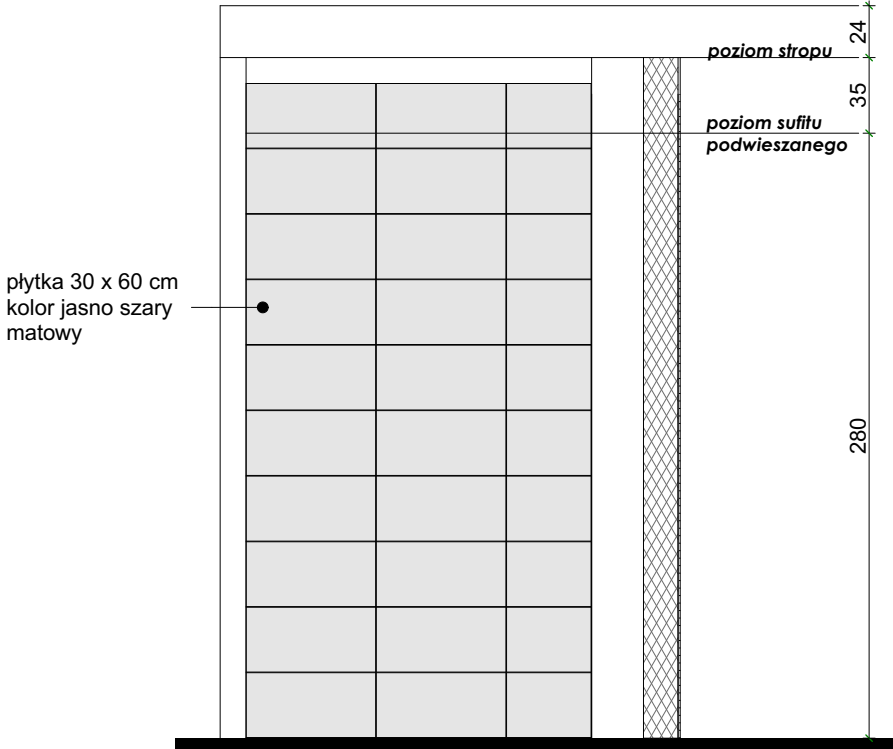 24
poziom stropu
35
poziom sufitu
podwieszanego
płytka 30 x 60 cm
kolor jasno szary
matowy
280